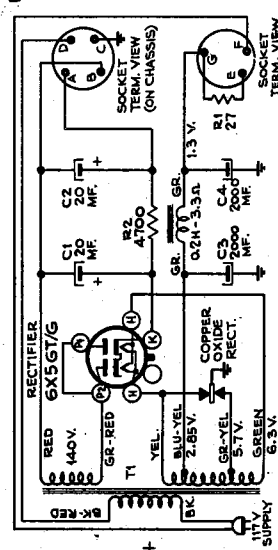 D
C
A
B
SOCKET
TERM. VIEW
(ON CHASSIS)
G
F
E
SOCKET
TERM. VIEW
R1
27
C2
20
MF.
+
C1
20
MF.
+
R2
4700
1.3 V.
GR.
0.2H-3.3Ω
GR.
C4
2000
MF.
C3
2000
MF.
RECTIFIER
6X5GT/G
P1
P2
H
H
K
COPPER
OXIDE
RECT.
RED
140V.
GR-RED
T1
YEL.
BLU-YEL
2.85V.
GR-YEL
5.7V.
GREEN
6.3V.
BK-RED
BK.
117V.
SUPPLY